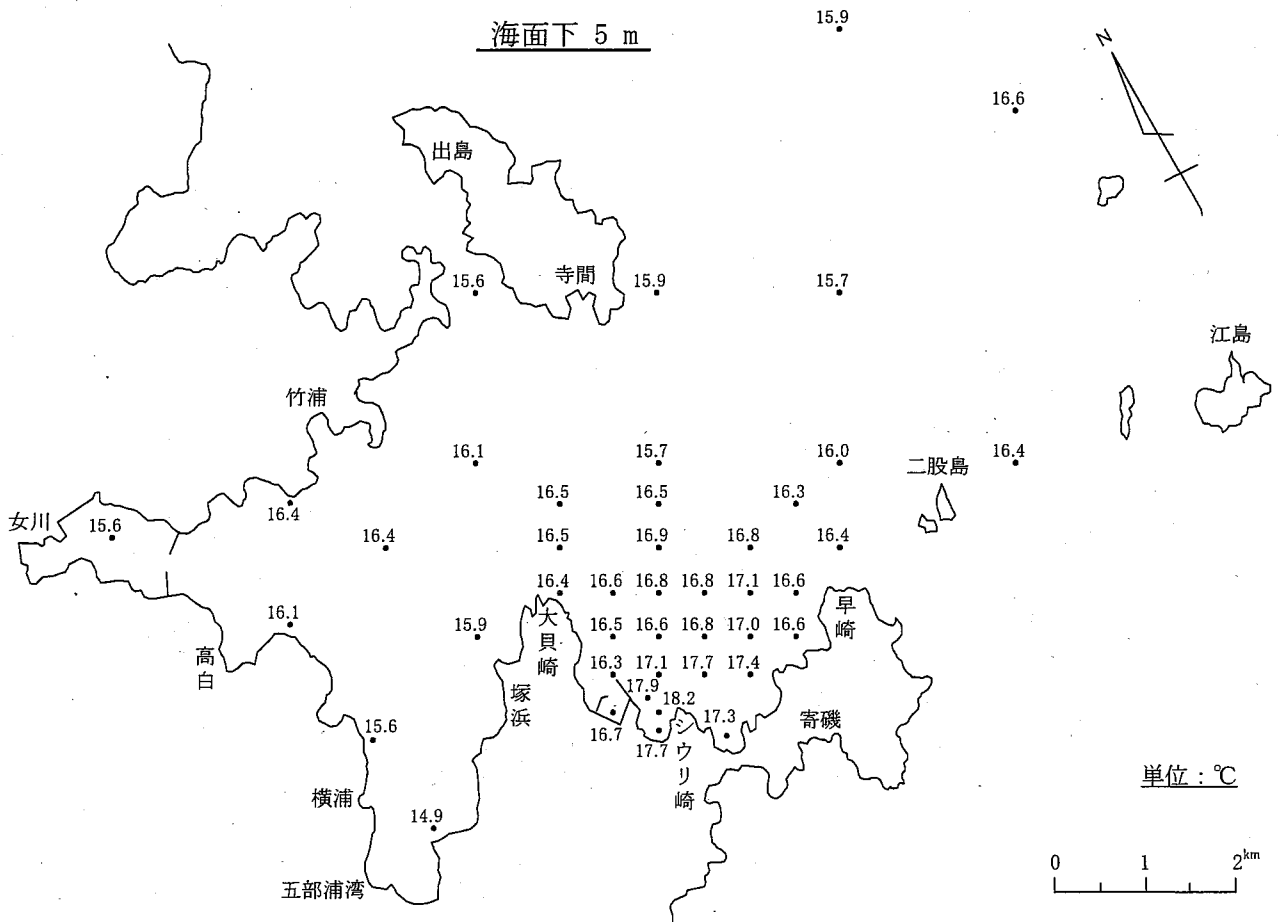 海面下 5 m
15.9
N
16.6
出島
寺間
15.6
15.9
15.7
江島
竹浦
16.1
15.7
16.0
二股島
16.4
16.5
16.5
16.3
女川
15.6
16.4
16.4
16.5
16.9
16.8
16.4
16.4
16.6
16.8
16.8
17.1
16.6
早崎
16.1
15.9
大貝崎
16.5
16.6
16.8
17.0
16.6
高白
16.3
17.1
17.7
17.4
塚浜
17.9
18.2
寄磯
16.7
17.7
シウリ崎
17.3
15.6
単位：℃
横浦
14.9
0 1 2km
五部浦湾